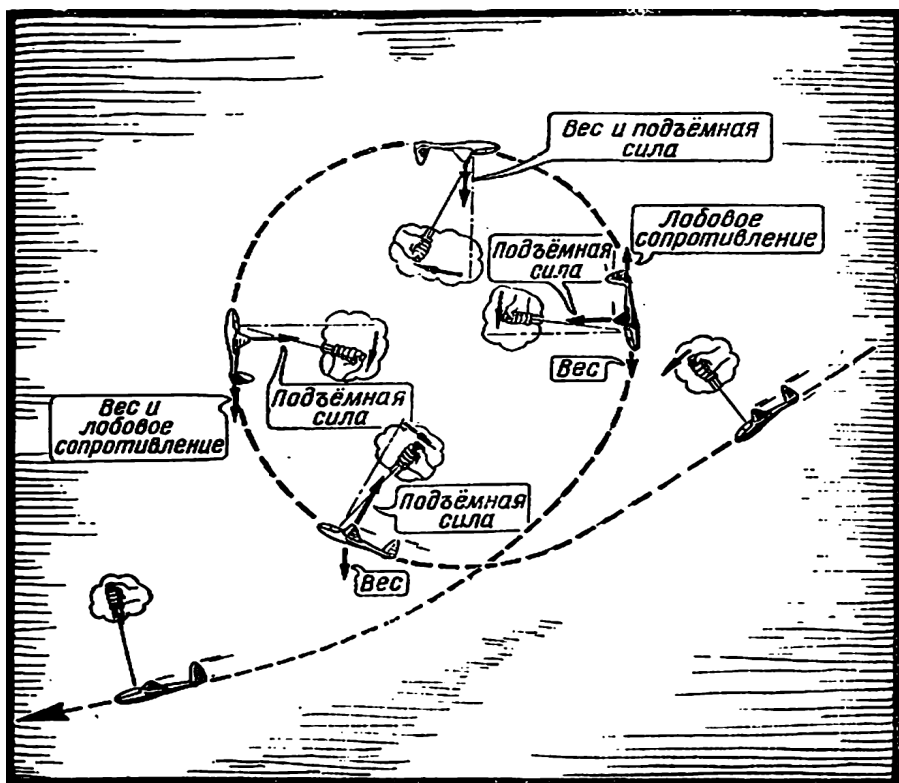 Вес и подъёмная
сила
Лобовое
сопротивление
Подъёмная
сила
Вес
Подъёмная
сила
Вес и
лобовое
сопротивление
Подъёмная
сила
Вес